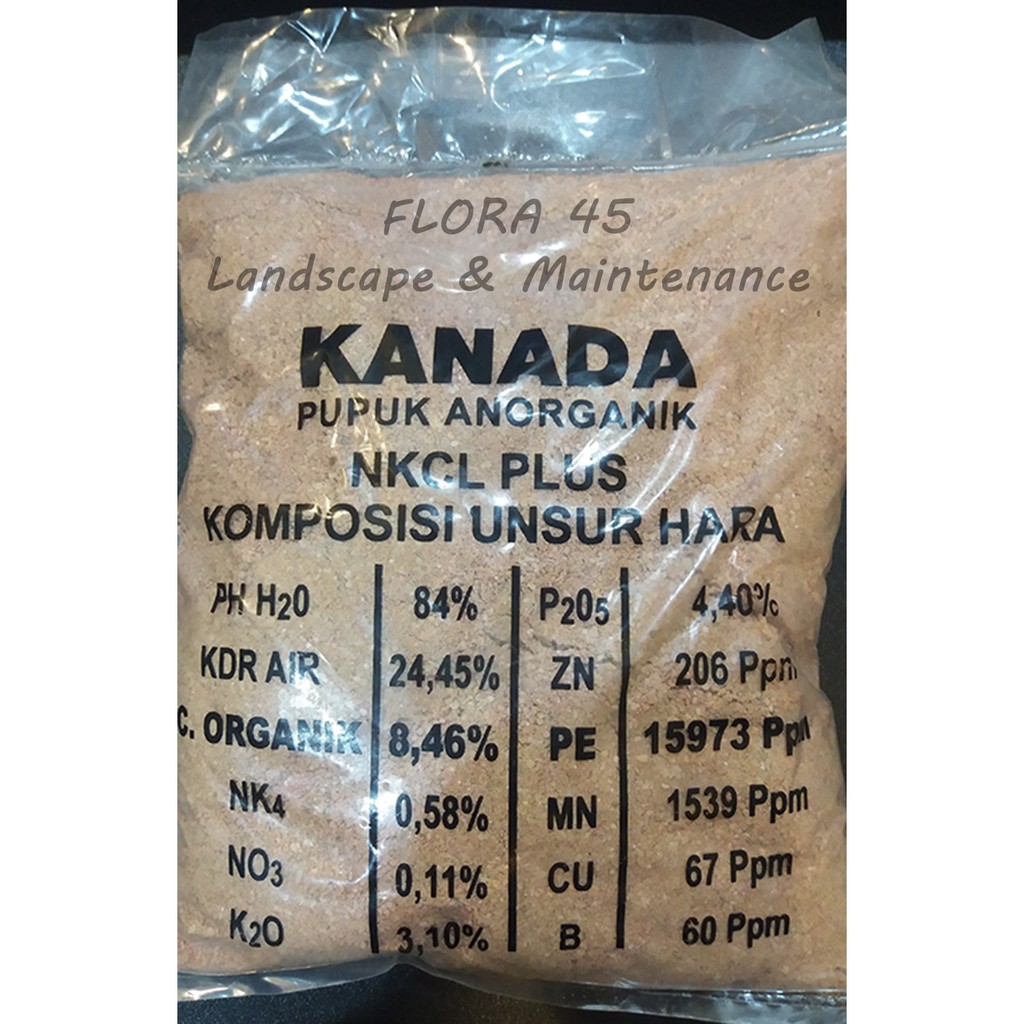 FLORA 45
Landscape & Maintenance
KANADA
PUPUK ANORGANIK
NKCL PLUS
KOMPOSISI UNSUR HARA
PH H2O 84% P2O5 4,40%
KDR AIR 24,45% ZN 206 Ppm
C. ORGANIK 8,46% PE 15973 Ppm
NK4 0,58% MN 1539 Ppm
NO3 0,11% CU 67 Ppm
K2O 3,10% B 60 Ppm